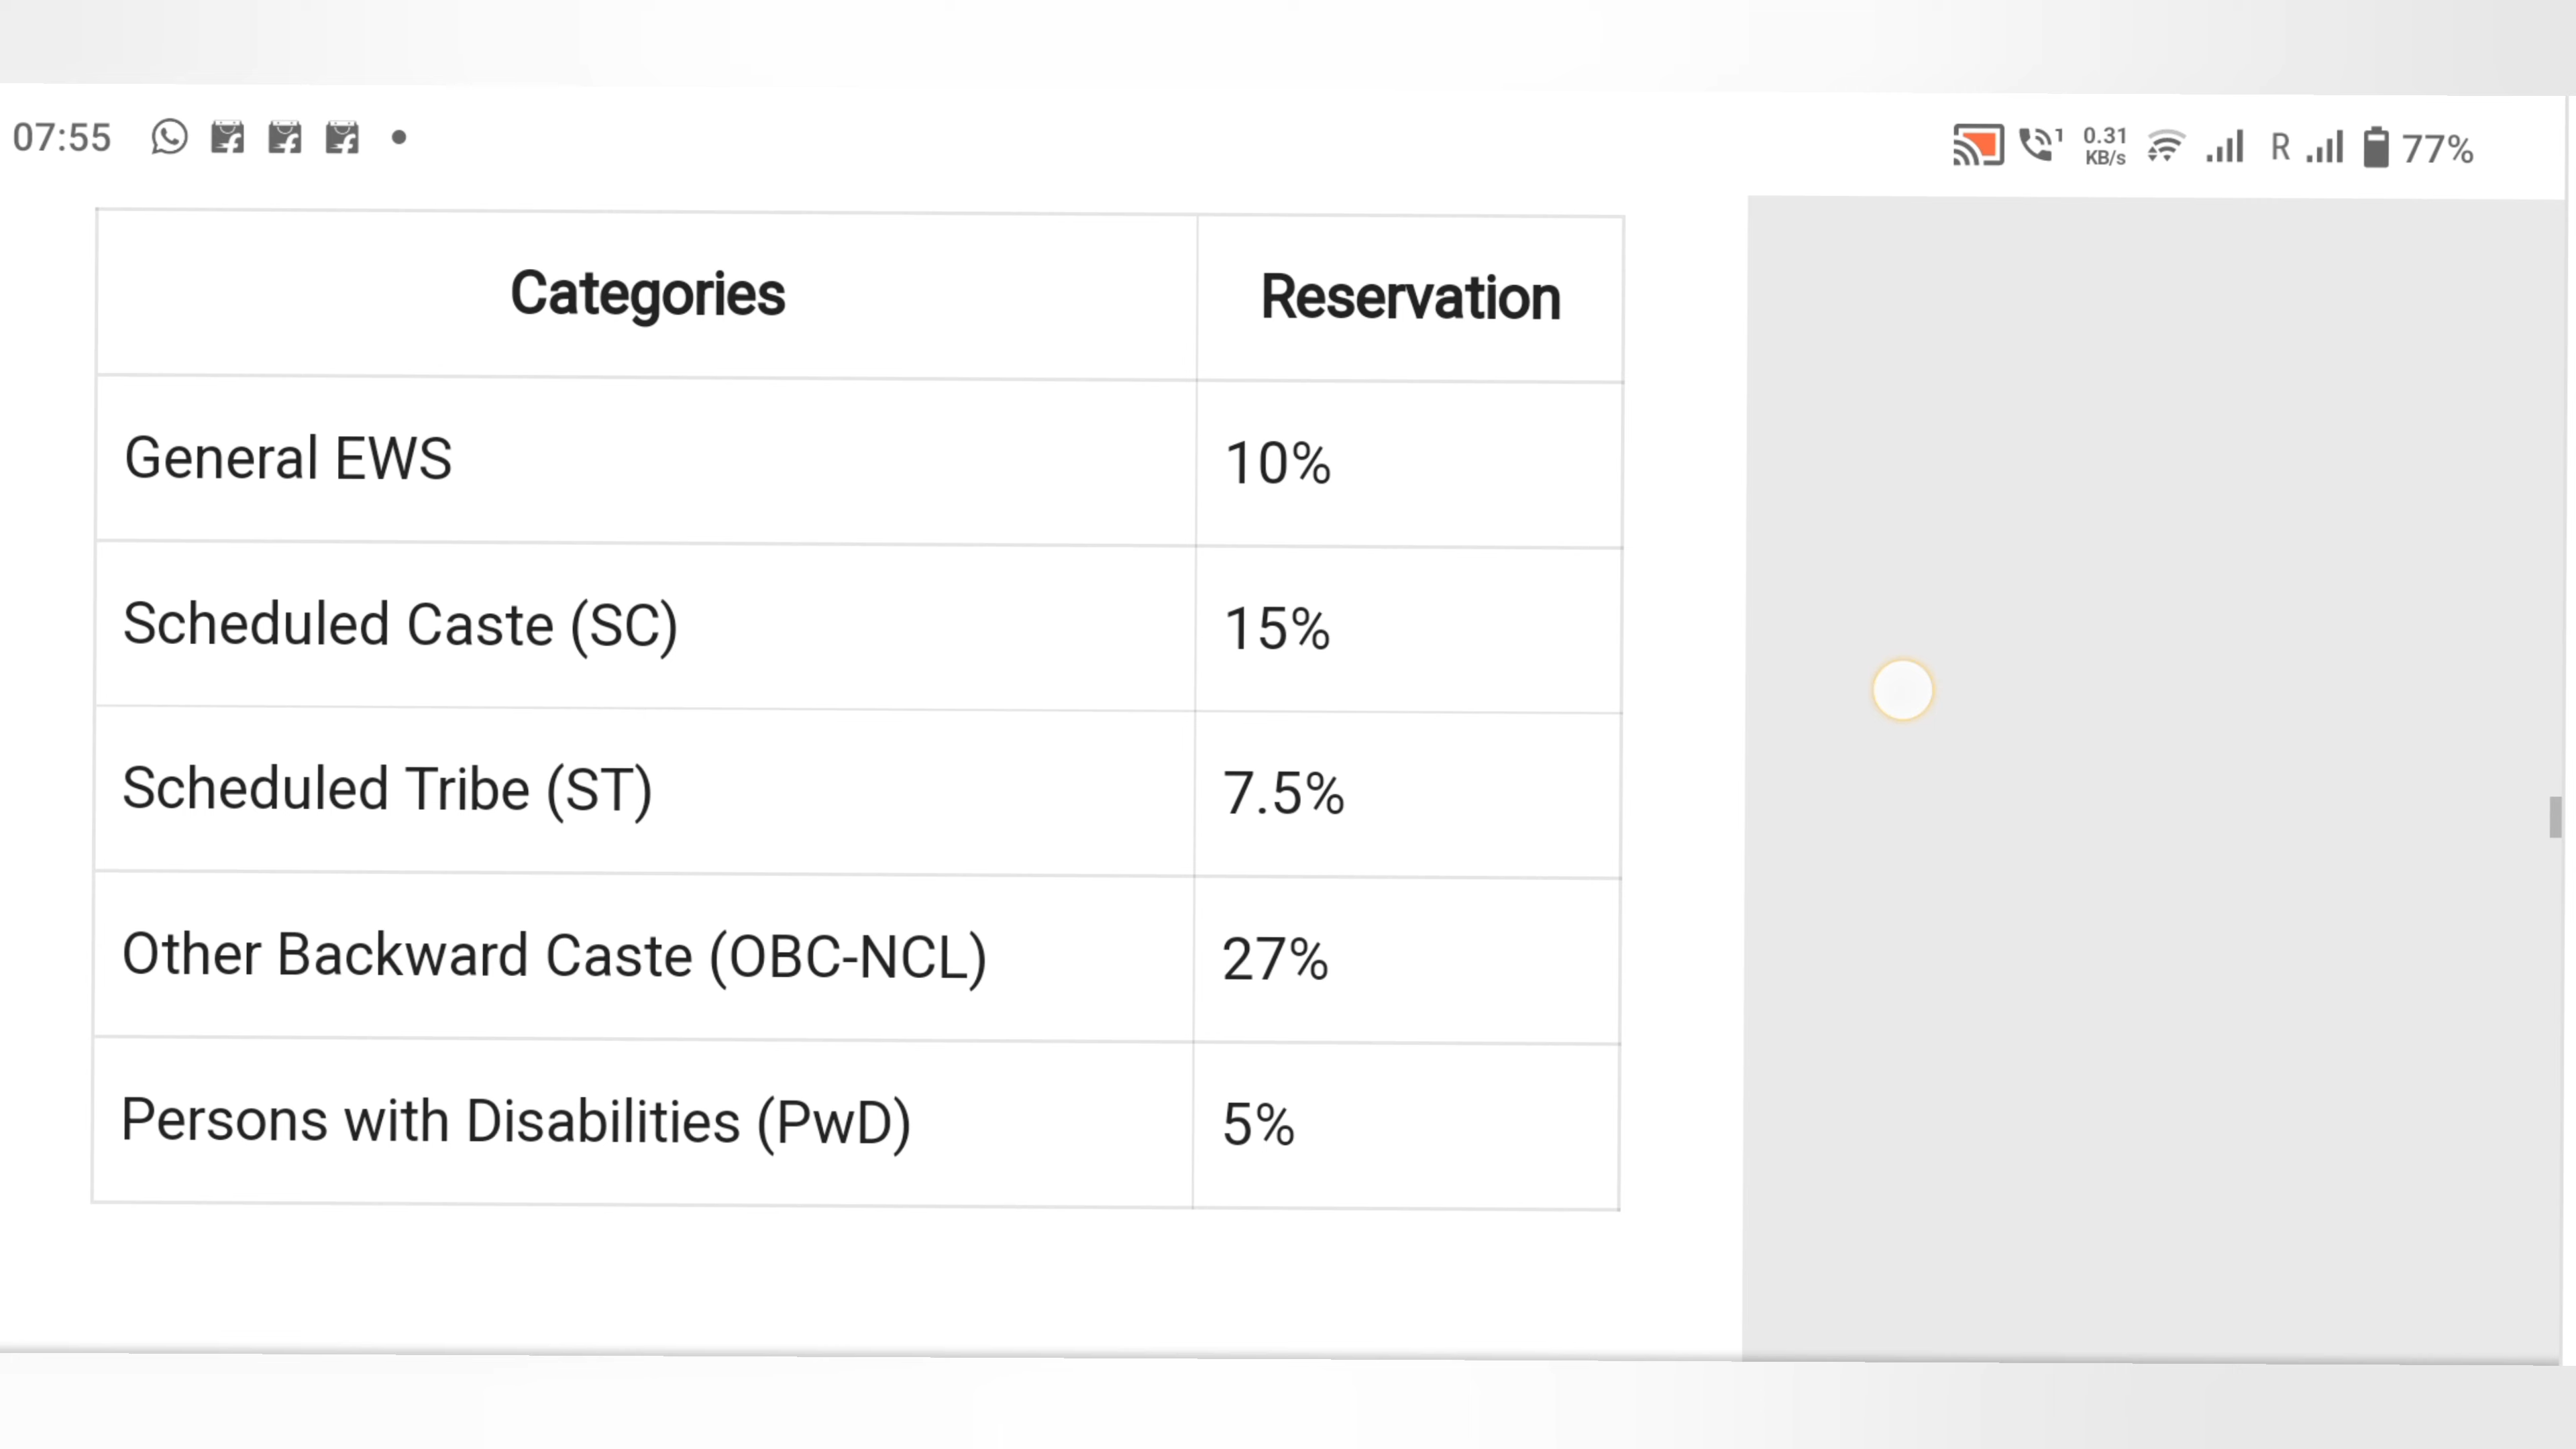 07:55
0.31
KB/s
R
77%
Categories Reservation
General EWS 10%
Scheduled Caste (SC) 15%
Scheduled Tribe (ST) 7.5%
Other Backward Caste (OBC-NCL) 27%
Persons with Disabilities (PwD) 5%